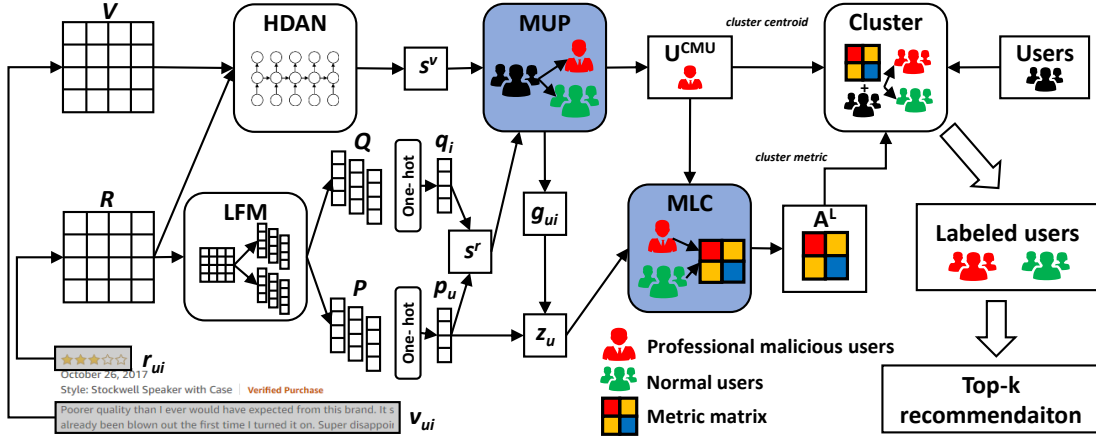 V
HDAN
s^v
MUP
U^CMU
cluster centroid
Cluster
+
Users
R
LFM
Q
One- hot
q_i
s^r
g_ui
cluster metric
MLC
A^L
Labeled users
P
One- hot
p_u
z_u
Professional malicious users
Normal users
Metric matrix
Top-k
recommendaiton
r_ui
October 26, 2017
Style: Stockwell Speaker with Case
Verified Purchase
Poorer quality than I ever would have expected from this brand. It s
already been blown out the first time I turned it on. Super disappoi
v_ui